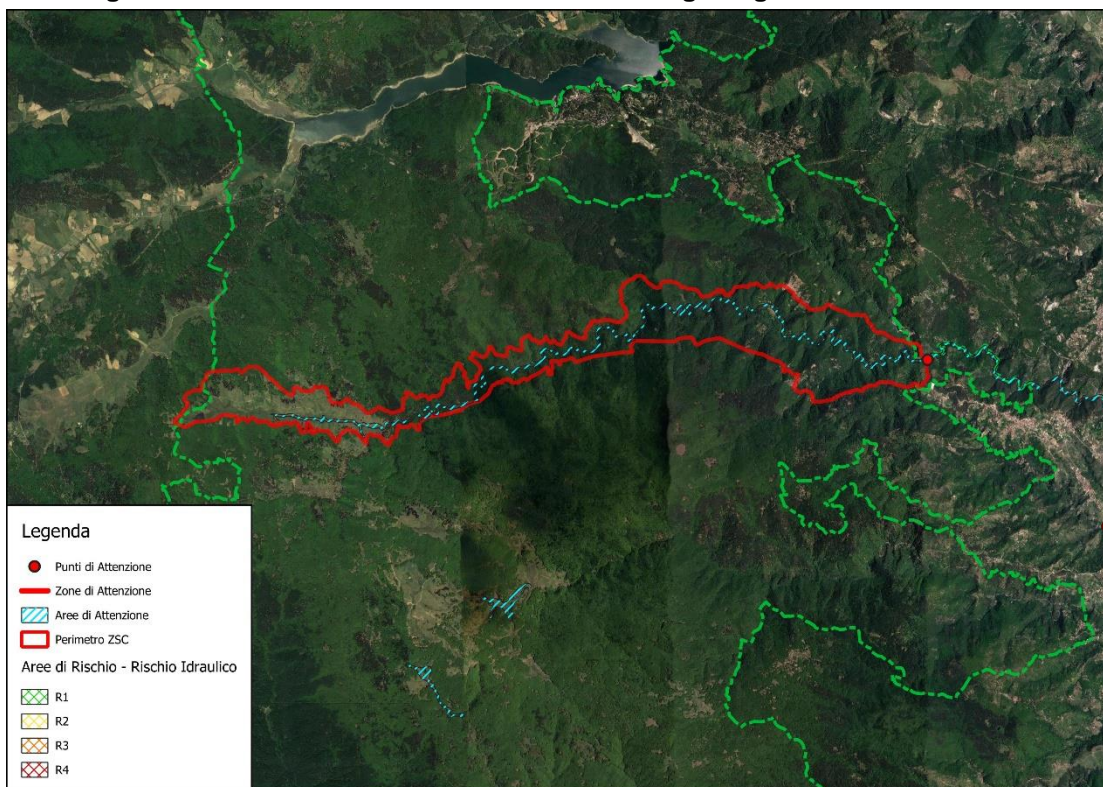 Legenda
Punti di Attenzione
Zone di Attenzione
Aree di Attenzione
Perimetro ZSC
Aree di Rischio - Rischio Idraulico
R1
R2
R3
R4